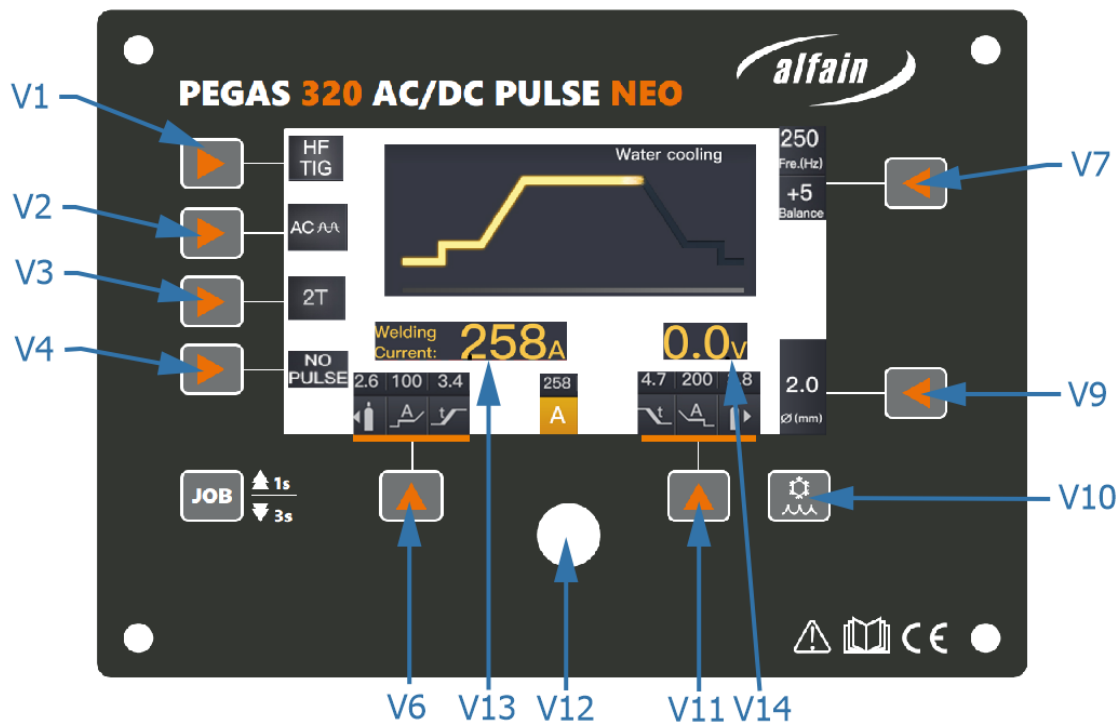 alfain
PEGAS 320 AC/DC PULSE NEO
V1
V2
V3
V4
HF
TIG
AC
2T
NO
PULSE
Water cooling
250
Fre.(Hz)
+5
Balance
V7
Welding
Current: 258A
0.0V
2.6 100 3.4
A
t
258
A
4.7 200
t
A
2.0
Ø(mm)
V9
JOB
1s
3s
V10
V6
V13
V12
V11
V14
CE